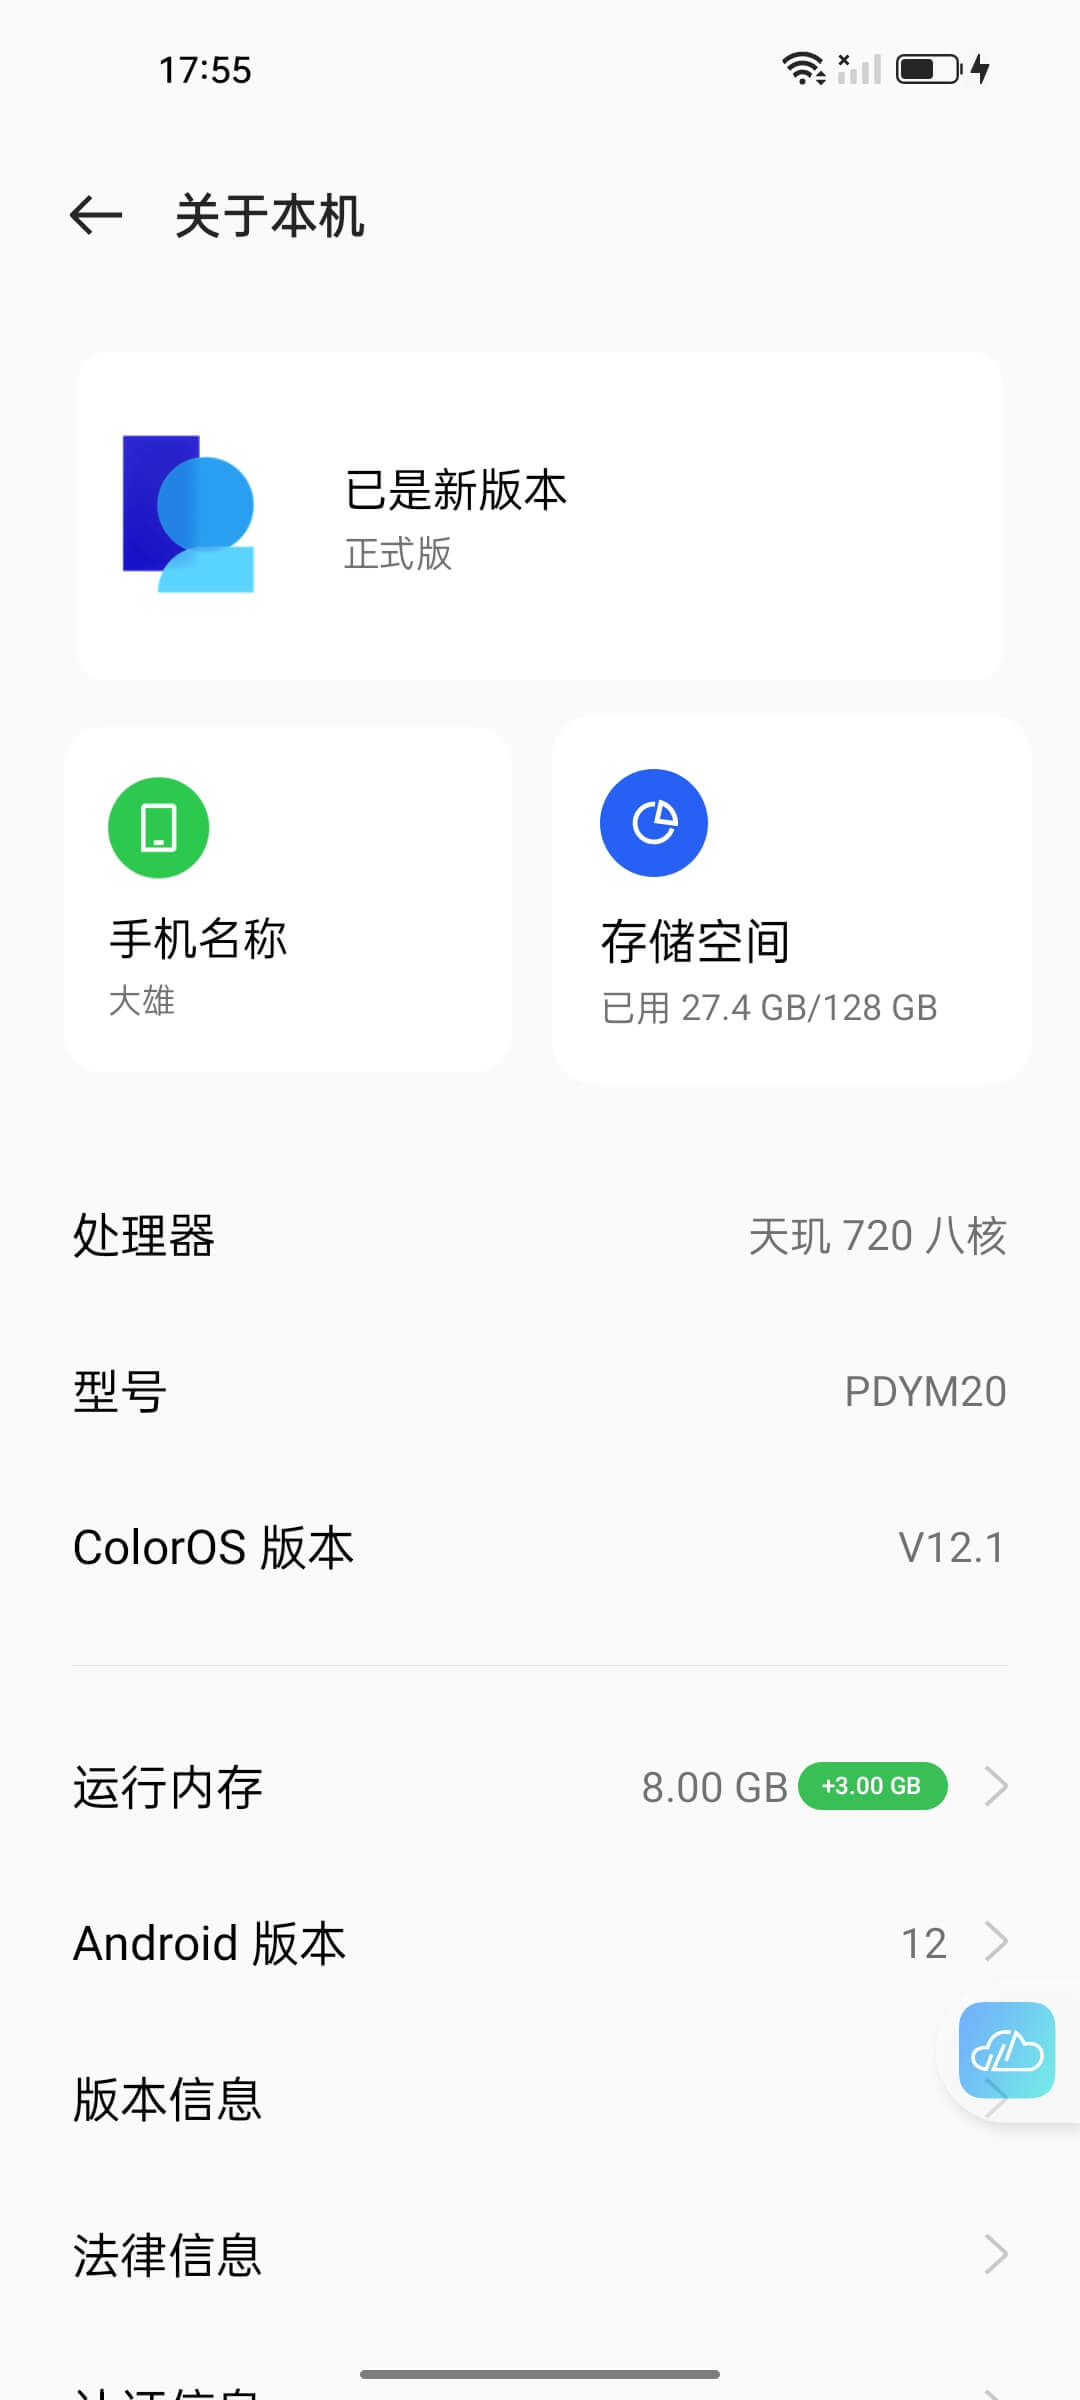 17:55
关于本机
已是新版本
正式版
手机名称
大雄
存储空间
已用 27.4 GB/128 GB
处理器
天玑 720 八核
型号
PDYM20
ColorOS 版本
V12.1
运行内存
8.00 GB +3.00 GB
Android 版本
12
版本信息
法律信息